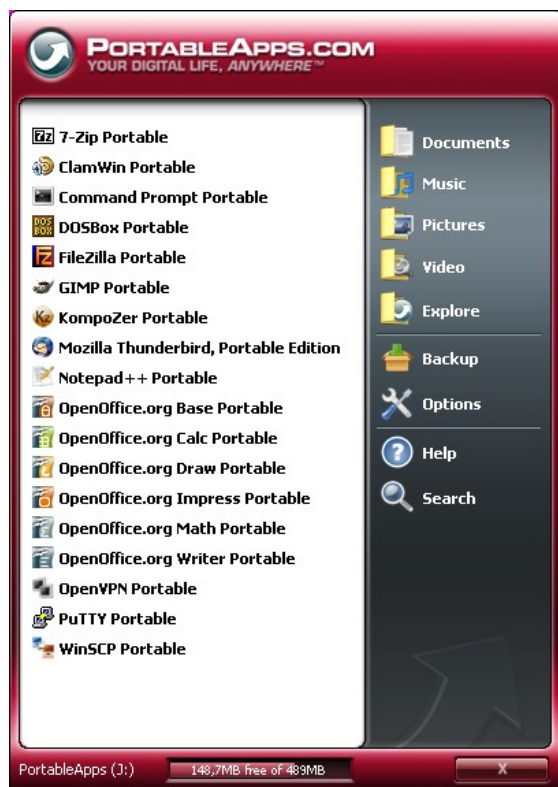 PORTABLEAPPS.COM
YOUR DIGITAL LIFE, ANYWHERE™
7-Zip Portable
ClamWin Portable
Command Prompt Portable
DOSBox Portable
FileZilla Portable
GIMP Portable
KompoZer Portable
Mozilla Thunderbird, Portable Edition
Notepad++ Portable
OpenOffice.org Base Portable
OpenOffice.org Calc Portable
OpenOffice.org Draw Portable
OpenOffice.org Impress Portable
OpenOffice.org Math Portable
OpenOffice.org Writer Portable
OpenVPN Portable
PuTTY Portable
WinSCP Portable
Documents
Music
Pictures
Video
Explore
Backup
Options
Help
Search
PortableApps (J:)
148,7MB free of 489MB
X